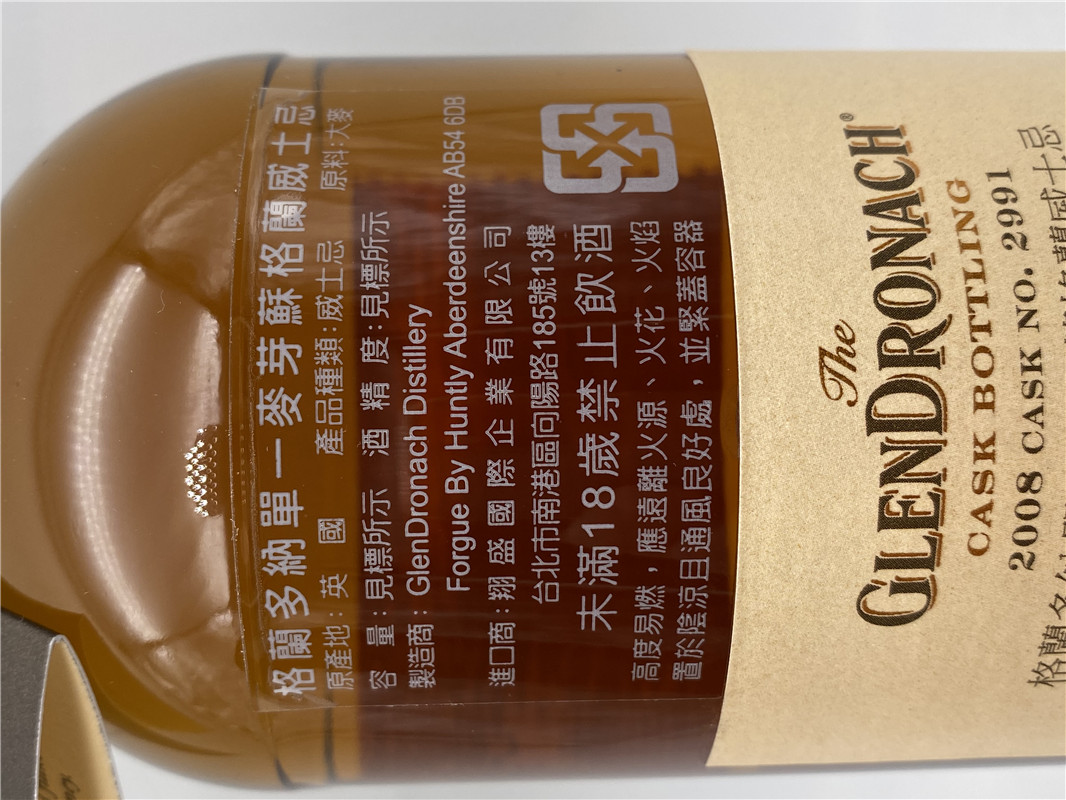 格蘭多納單一麥芽蘇格蘭威士忌
原產地:英國 產品種類:威士忌 原料:大麥
容量:見標所示 酒精度:見標所示
製造商:GlenDronach Distillery
Forgue By Huntly Aberdeenshire AB54 6DB
進口商:翔盛國際企業有限公司
台北市南港區向陽路185號13樓
未滿18歲禁止飲酒
高度易燃,應遠離火源、火花、火焰
置於陰涼且通風良好處,並緊蓋容器
The
GLENDRONACH®
CASK BOTTLING
2008 CASK NO. 2991